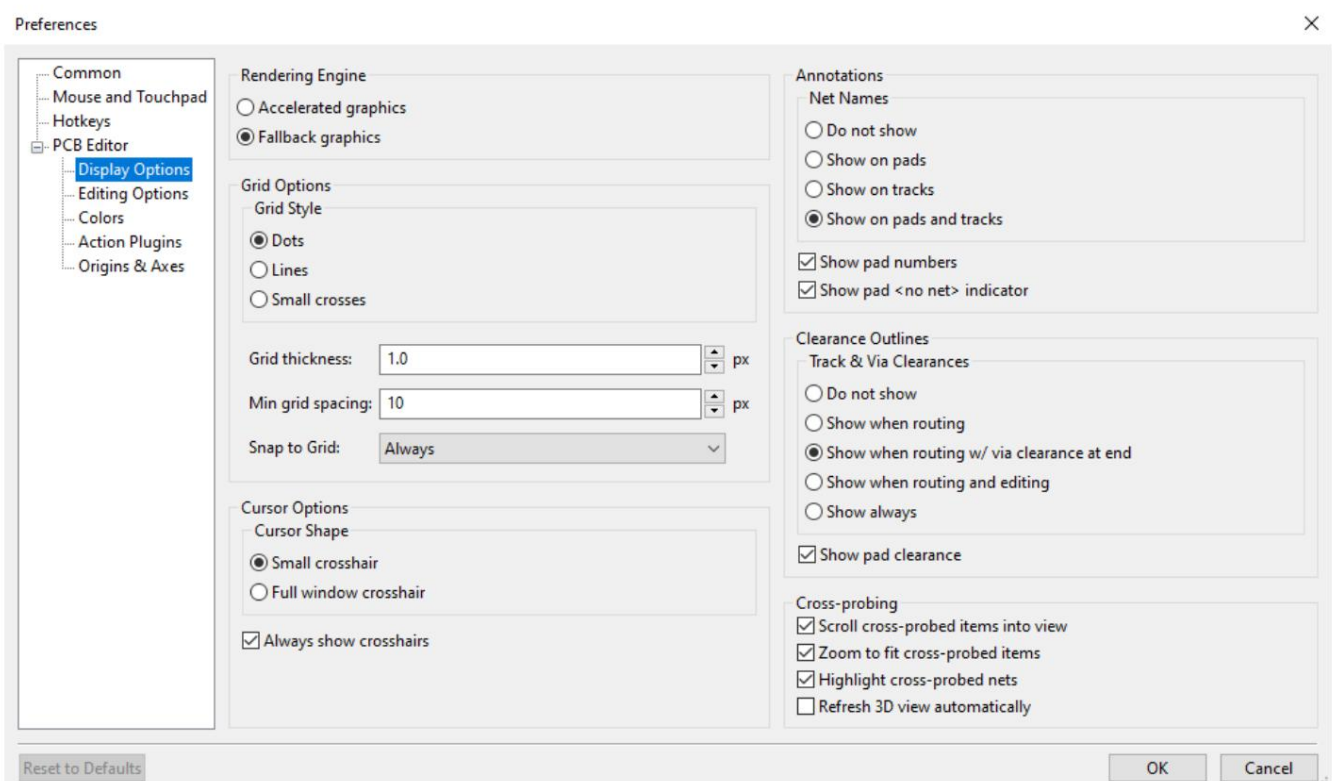 Preferences
Common
Mouse and Touchpad
Hotkeys
PCB Editor
Display Options
Editing Options
Colors
Action Plugins
Origins & Axes
Rendering Engine
Accelerated graphics
Fallback graphics
Grid Options
Grid Style
Dots
Lines
Small crosses
Grid thickness: 1.0 px
Min grid spacing: 10 px
Snap to Grid: Always
Cursor Options
Cursor Shape
Small crosshair
Full window crosshair
Always show crosshairs
Annotations
Net Names
Do not show
Show on pads
Show on tracks
Show on pads and tracks
Show pad numbers
Show pad <no net> indicator
Clearance Outlines
Track & Via Clearances
Do not show
Show when routing
Show when routing w/ via clearance at end
Show when routing and editing
Show always
Show pad clearance
Cross-probing
Scroll cross-probed items into view
Zoom to fit cross-probed items
Highlight cross-probed nets
Refresh 3D view automatically
Reset to Defaults
OK
Cancel